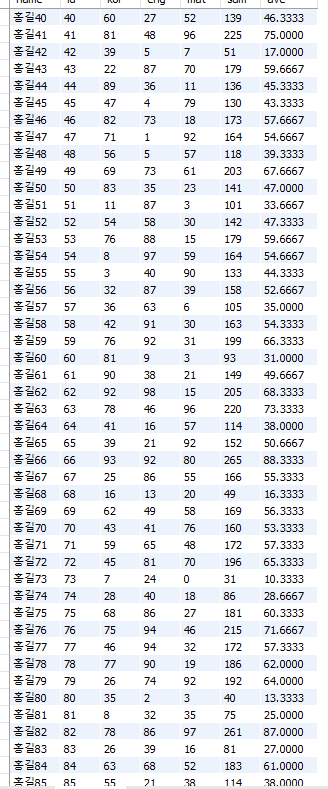 name id kor eng mat sum ave
홍길40 40 60 27 52 139 46.3333
홍길41 41 81 48 96 225 75.0000
홍길42 42 39 5 7 51 17.0000
홍길43 43 22 87 70 179 59.6667
홍길44 44 89 36 11 136 45.3333
홍길45 45 47 4 79 130 43.3333
홍길46 46 82 73 18 173 57.6667
홍길47 47 71 1 92 164 54.6667
홍길48 48 56 5 57 118 39.3333
홍길49 49 69 73 61 203 67.6667
홍길50 50 83 35 23 141 47.0000
홍길51 51 11 87 3 101 33.6667
홍길52 52 54 58 30 142 47.3333
홍길53 53 76 88 15 179 59.6667
홍길54 54 8 97 59 164 54.6667
홍길55 55 3 40 90 133 44.3333
홍길56 56 32 87 39 158 52.6667
홍길57 57 36 63 6 105 35.0000
홍길58 58 42 91 30 163 54.3333
홍길59 59 76 92 31 199 66.3333
홍길60 60 81 9 3 93 31.0000
홍길61 61 90 38 21 149 49.6667
홍길62 62 92 98 15 205 68.3333
홍길63 63 78 46 96 220 73.3333
홍길64 64 41 16 57 114 38.0000
홍길65 65 39 21 92 152 50.6667
홍길66 66 93 92 80 265 88.3333
홍길67 67 25 86 55 166 55.3333
홍길68 68 16 13 20 49 16.3333
홍길69 69 62 49 58 169 56.3333
홍길70 70 43 41 76 160 53.3333
홍길71 71 59 65 48 172 57.3333
홍길72 72 45 81 70 196 65.3333
홍길73 73 7 24 0 31 10.3333
홍길74 74 28 40 18 86 28.6667
홍길75 75 68 86 27 181 60.3333
홍길76 76 75 94 46 215 71.6667
홍길77 77 46 94 32 172 57.3333
홍길78 78 77 90 19 186 62.0000
홍길79 79 26 74 92 192 64.0000
홍길80 80 35 2 3 40 13.3333
홍길81 81 8 32 35 75 25.0000
홍길82 82 78 86 97 261 87.0000
홍길83 83 26 39 16 81 27.0000
홍길84 84 63 68 52 183 61.0000
홍길85 85 55 21 38 114 38.0000